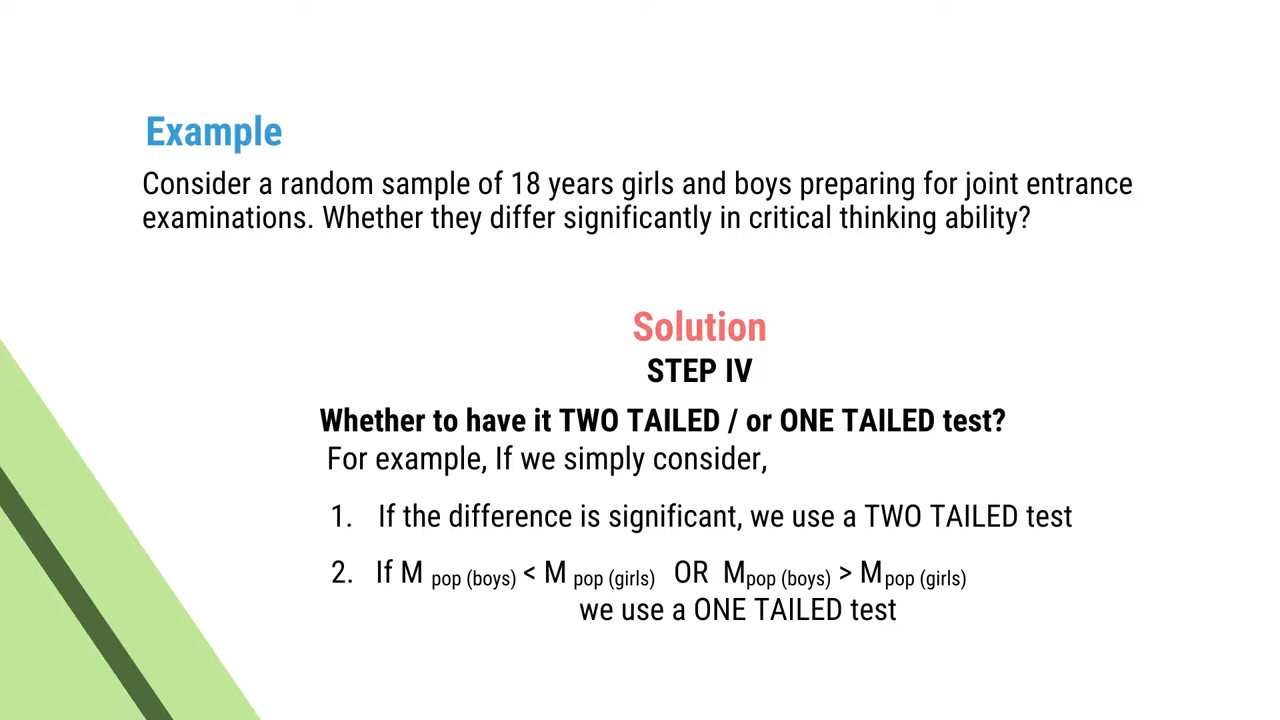 Example
Consider a random sample of 18 years girls and boys preparing for joint entrance
examinations. Whether they differ significantly in critical thinking ability?
Solution
STEP IV
Whether to have it TWO TAILED / or ONE TAILED test?
For example, If we simply consider,
1. If the difference is significant, we use a TWO TAILED test
2. If M pop (boys) < M pop (girls) OR Mpop (boys) > Mpop (girls)
we use a ONE TAILED test